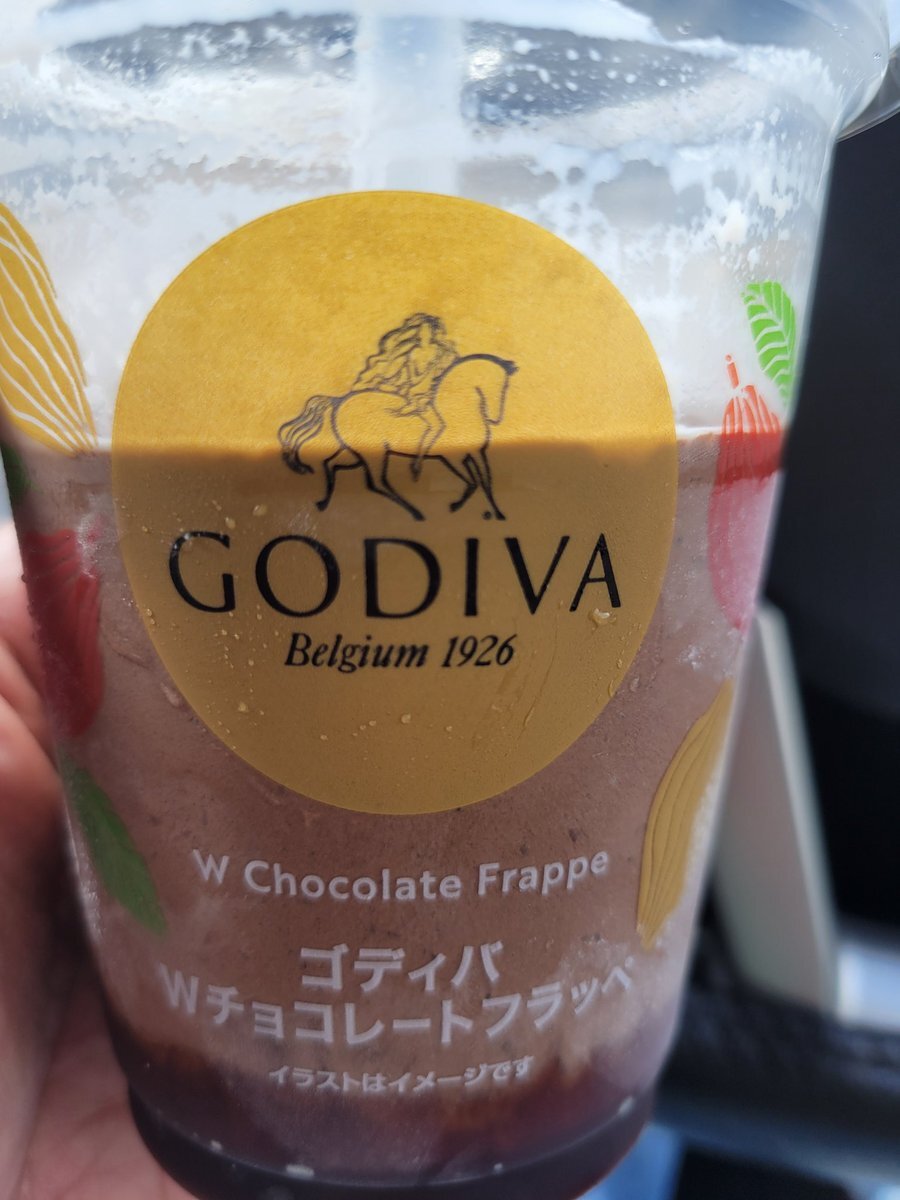 GODIVA
Belgium 1926
W Chocolate Frappe
ゴディバ
Wチョコレートフラッペ
イラストはイメージです